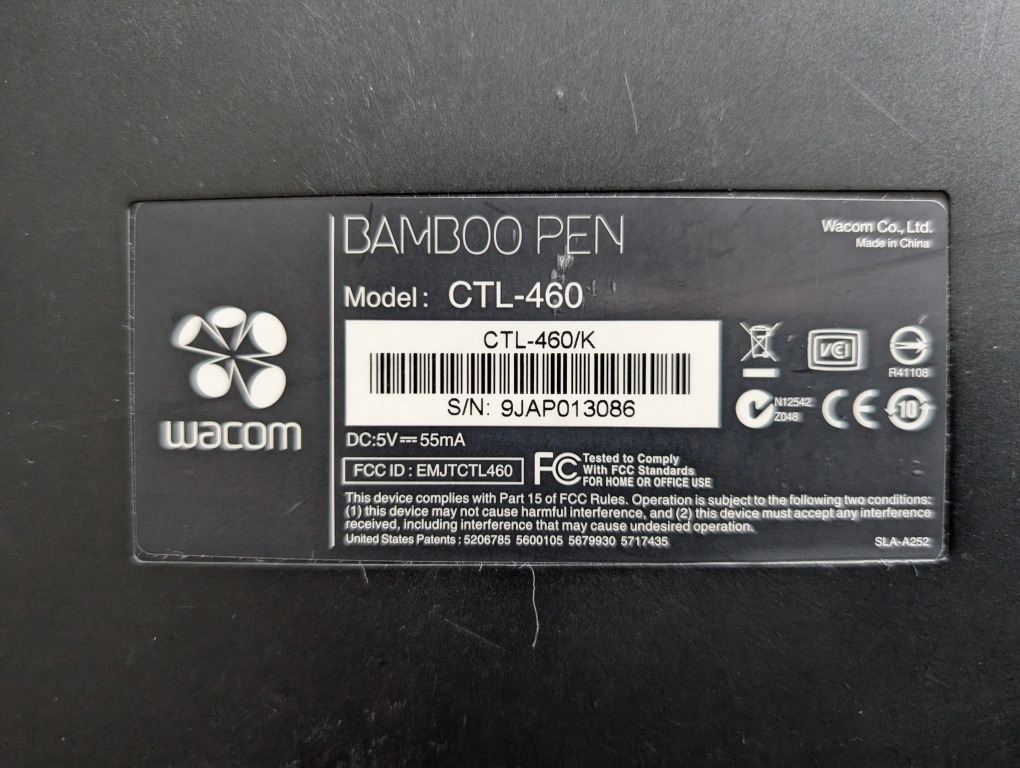 BAMBOO PEN
Wacom Co., Ltd.
Made in China
Model: CTL-460
CTL-460/K
S/N: 9JAP013086
VCCI
R41108
N12542
Z048
CE
10
wacom
DC:5V⎓55mA
FCC ID : EMJTCTL460
FC Tested to Comply
With FCC Standards
FOR HOME OR OFFICE USE
This device complies with Part 15 of FCC Rules. Operation is subject to the following two conditions:
(1) this device may not cause harmful interference, and (2) this device must accept any interference
received, including interference that may cause undesired operation.
United States Patents : 5206785 5600105 5679930 5717435
SLA-A252